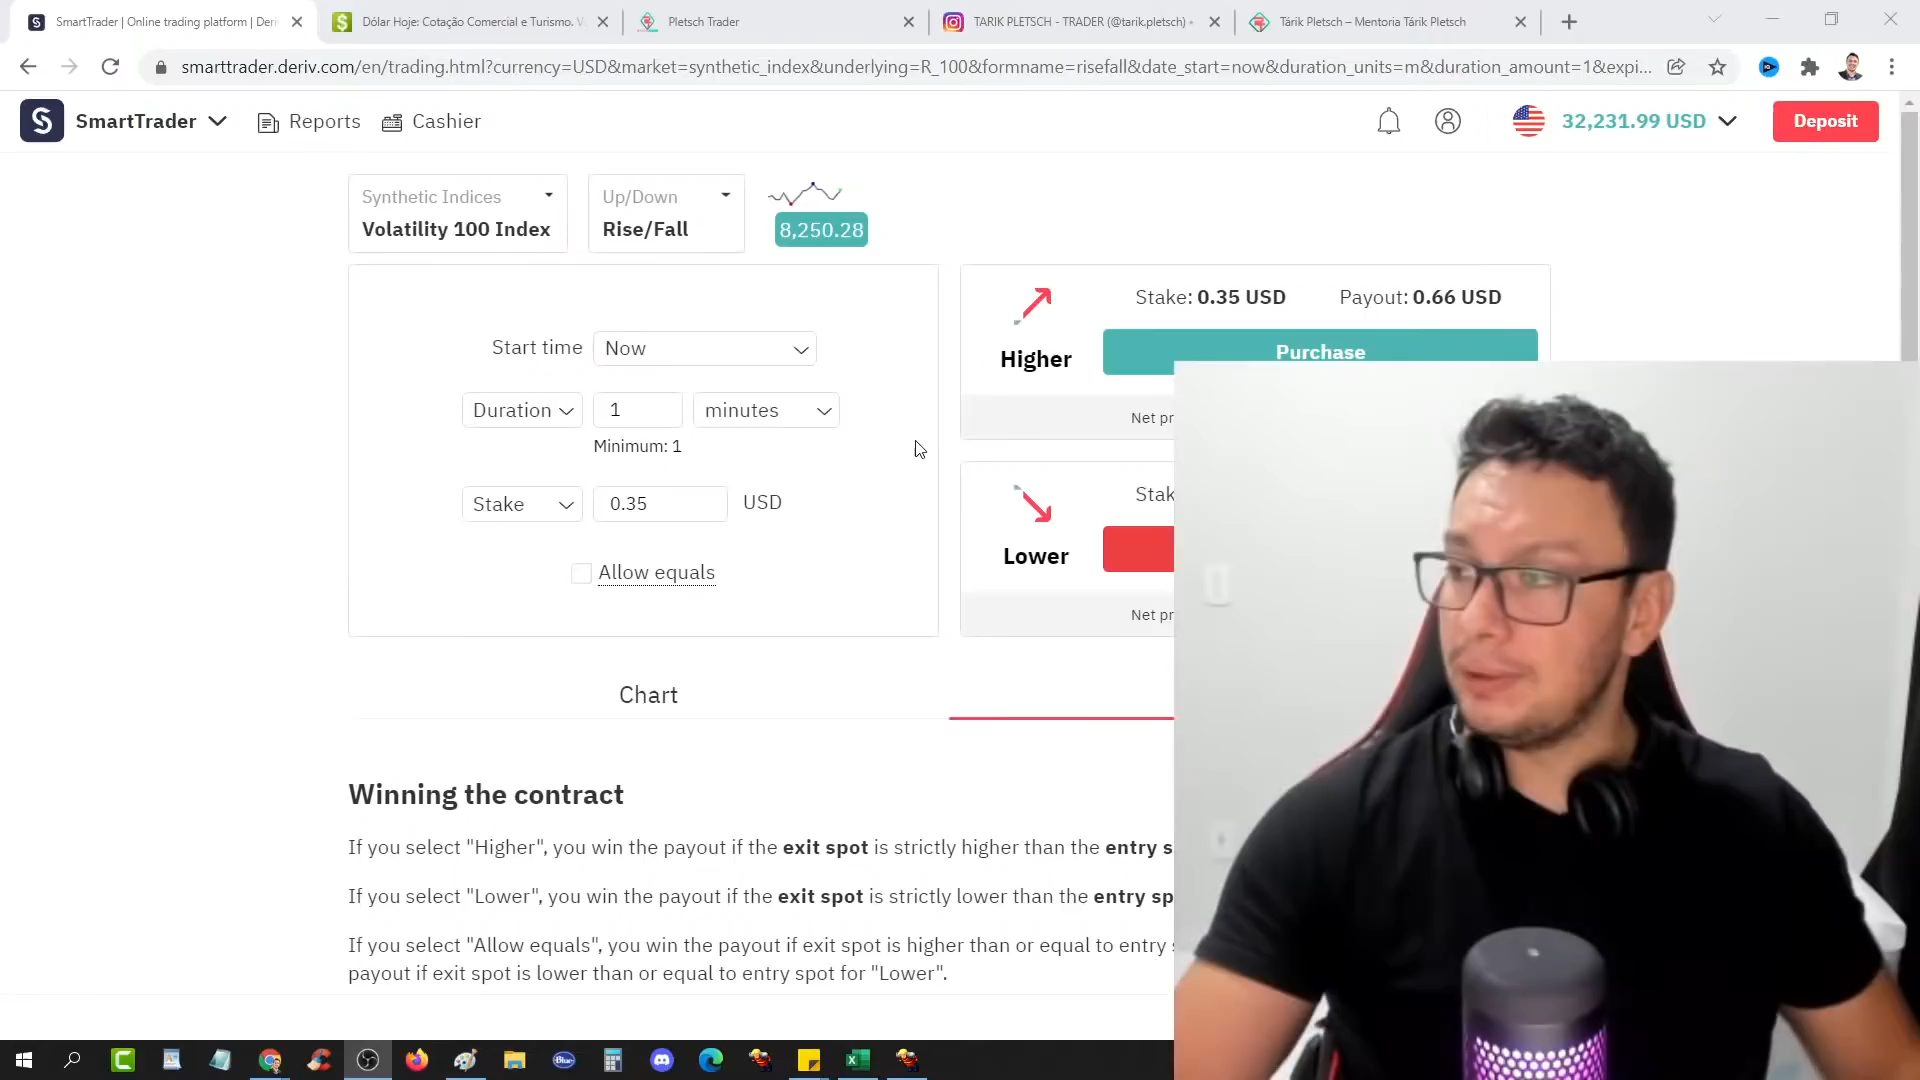 SmartTrader | Online trading platform | Deri
Dólar Hoje: Cotação Comercial e Turismo, V
Pletsch Trader
TARIK PLETSCH - TRADER (@tarik.pletsch) •
Tárik Pletsch – Mentoria Tárik Pletsch
smarttrader.deriv.com/en/trading.html?currency=USD&market=synthetic_index&underlying=R_100&formname=risefall&date_start=now&duration_units=m&duration_amount=1&expi...
SmartTrader
Reports
Cashier
32,231.99 USD
Deposit
Synthetic Indices
Volatility 100 Index
Up/Down
Rise/Fall
8,250.28
Start time
Now
Duration
1
minutes
Minimum: 1
Stake
0.35
USD
Allow equals
Stake: 0.35 USD
Payout: 0.66 USD
Higher
Purchase
Net pr
Stak
Lower
Net pr
Chart
Winning the contract
If you select "Higher", you win the payout if the exit spot is strictly higher than the entry s
If you select "Lower", you win the payout if the exit spot is strictly lower than the entry sp
If you select "Allow equals", you win the payout if exit spot is higher than or equal to entry
payout if exit spot is lower than or equal to entry spot for "Lower".